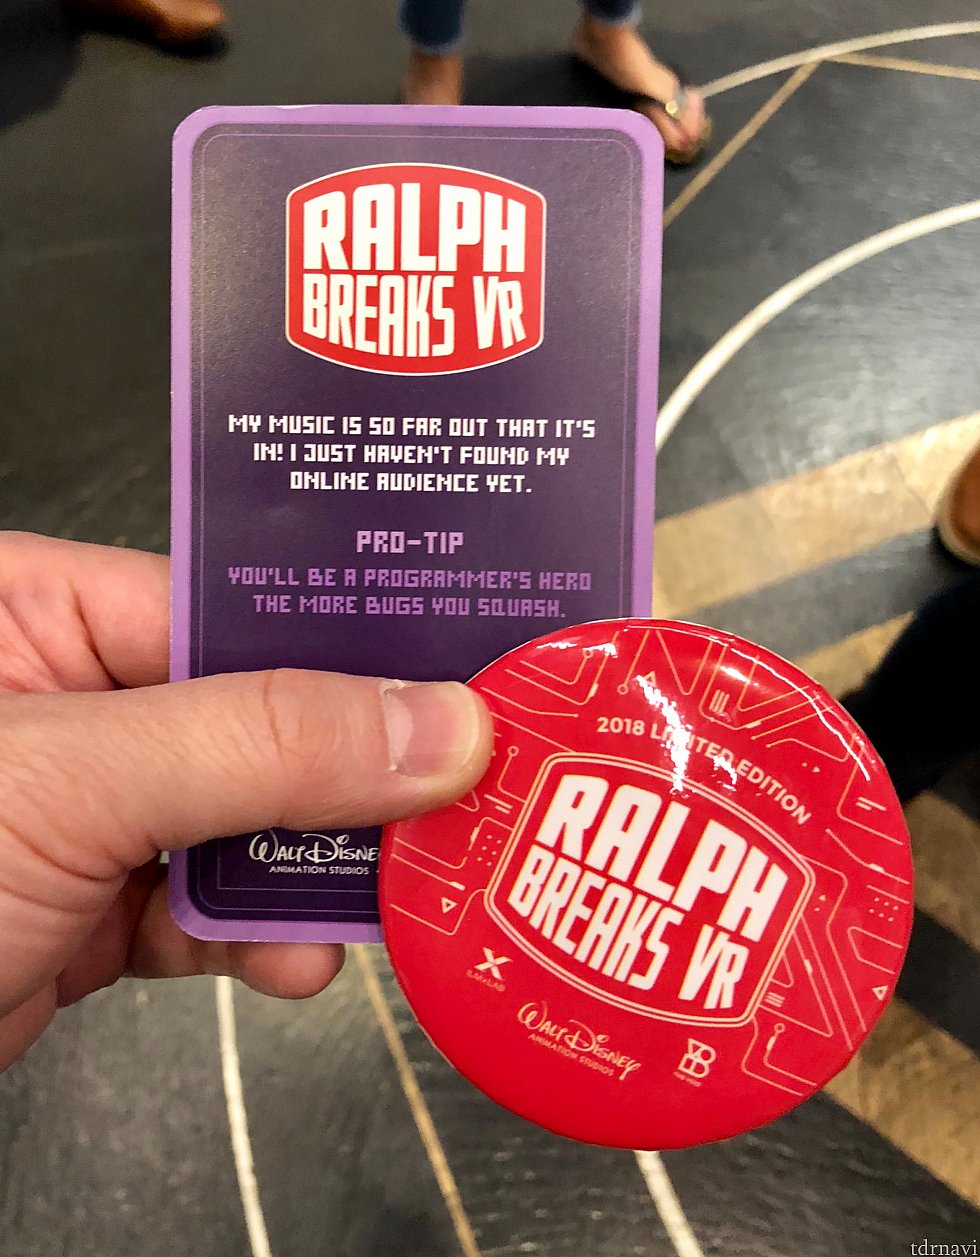 RALPH
BREAKS VR
MY MUSIC IS SO FAR OUT THAT IT'S
IN! I JUST HAVEN'T FOUND MY
ONLINE AUDIENCE YET.
PRO-TIP
YOU'LL BE A PROGRAMMER'S HERO
THE MORE BUGS YOU SQUASH.
WALT DISNE
ANIMATION STUDIOS
2018 LIMITED EDITION
RALPH
BREAKS VR
ILMxLAB
WALT DISNEY
ANIMATION STUDIOS
tdrnavi